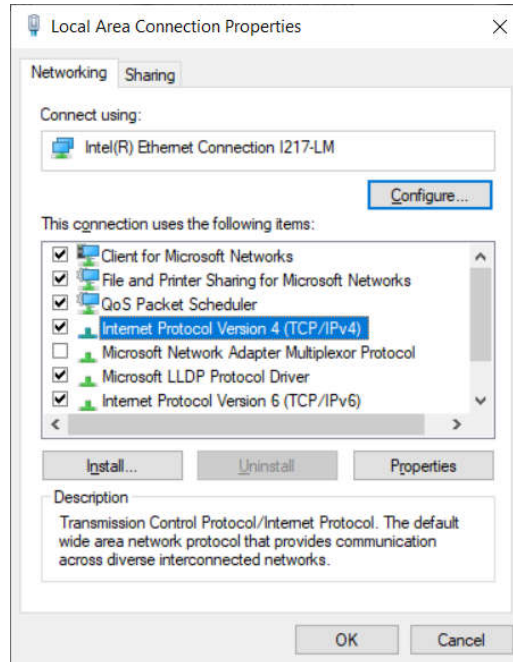 Local Area Connection Properties
Networking
Sharing
Connect using:
Intel(R) Ethernet Connection I217-LM
Configure...
This connection uses the following items:
Client for Microsoft Networks
File and Printer Sharing for Microsoft Networks
QoS Packet Scheduler
Internet Protocol Version 4 (TCP/IPv4)
Microsoft Network Adapter Multiplexor Protocol
Microsoft LLDP Protocol Driver
Internet Protocol Version 6 (TCP/IPv6)
Install...
Uninstall
Properties
Description
Transmission Control Protocol/Internet Protocol. The default
wide area network protocol that provides communication
across diverse interconnected networks.
OK
Cancel